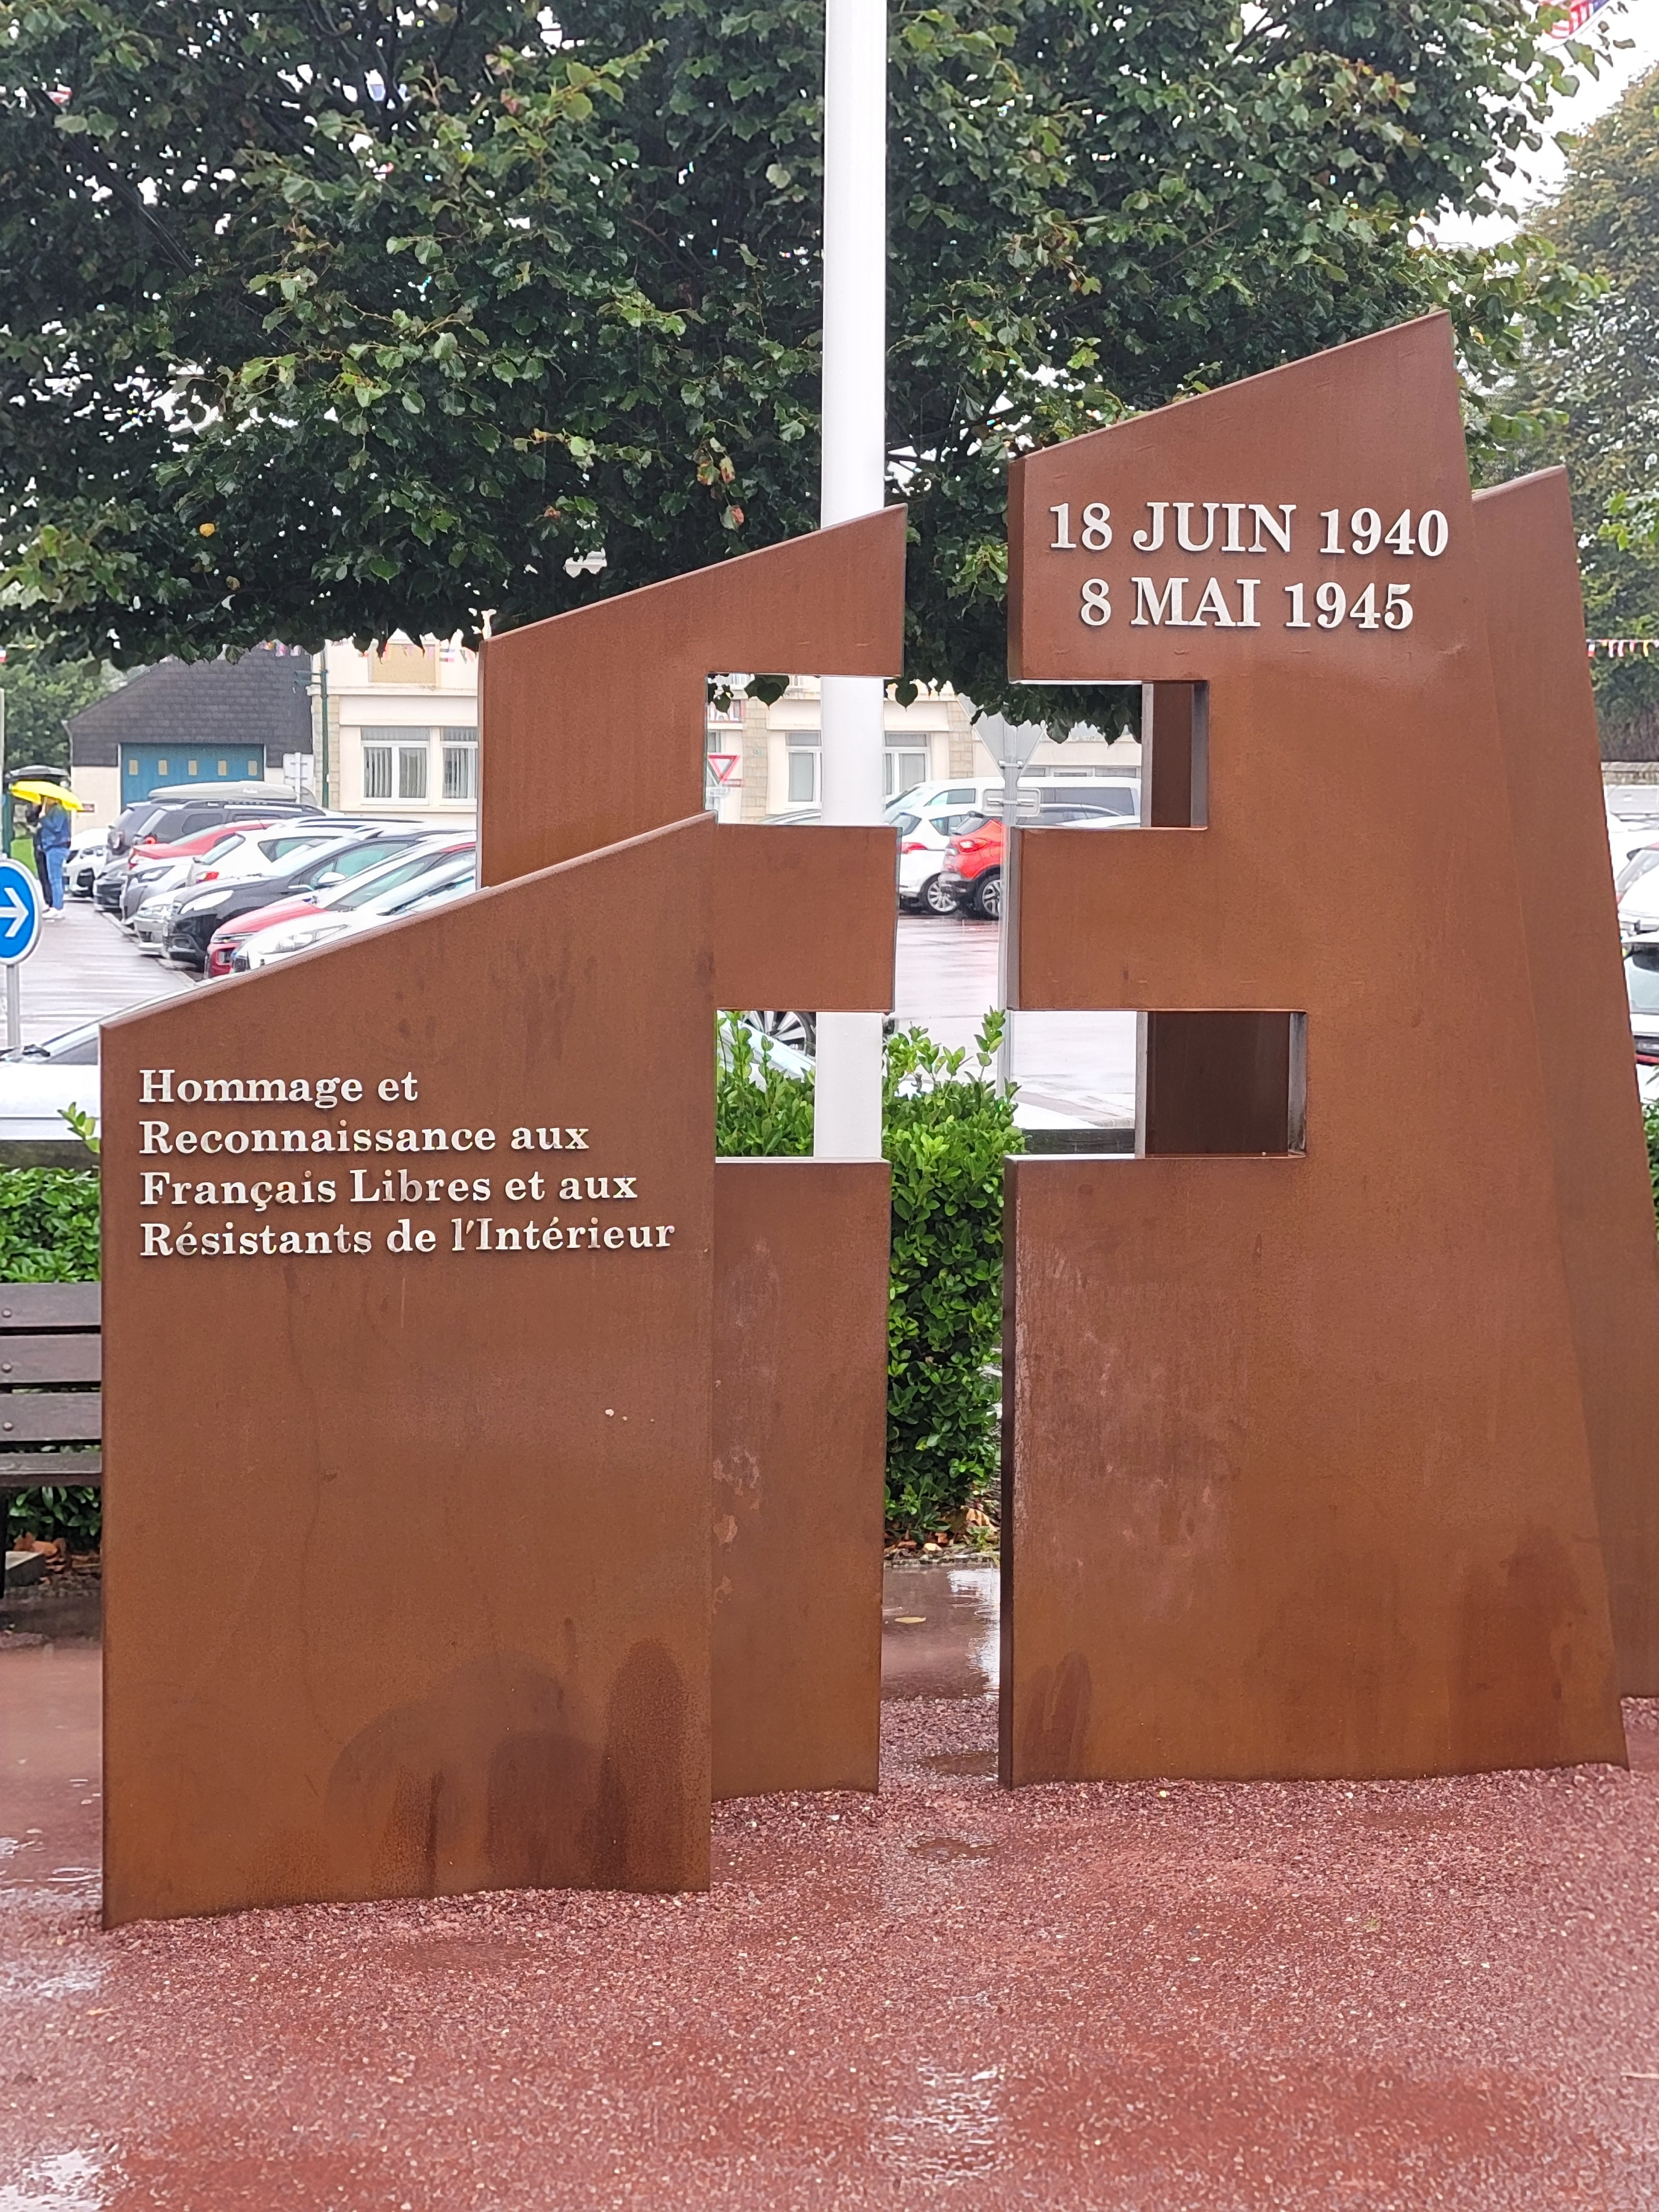 18 JUIN 1940
8 MAI 1945
Hommage et
Reconnaissance aux
Français Libres et aux
Résistants de l'Intérieur